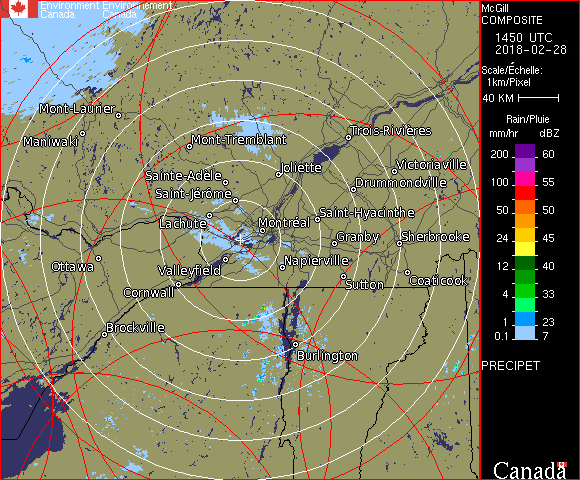 Environment Environnement
Canada Canada
McGill
COMPOSITE
1450 UTC
2018-02-28
Scale/Échelle:
1km/Pixel
40 KM
Rain/Pluie
mm/hr dBZ
200 60
55
100 55
50 50
24 45
12 40
4 33
1 23
0.1 7
PRECIPET
Canada
Mont-Laurier
Maniwaki
Mont-Tremblant
Trois-Rivières
Sainte-Adèle
Joliette
Victoriaville
Saint-Jérôme
Drummondville
Lachute
Montréal
Saint-Hyacinthe
Granby
Sherbrooke
Ottawa
Valleyfield
Napierville
Cornwall
Sutton
Coaticook
Brockville
Burlington